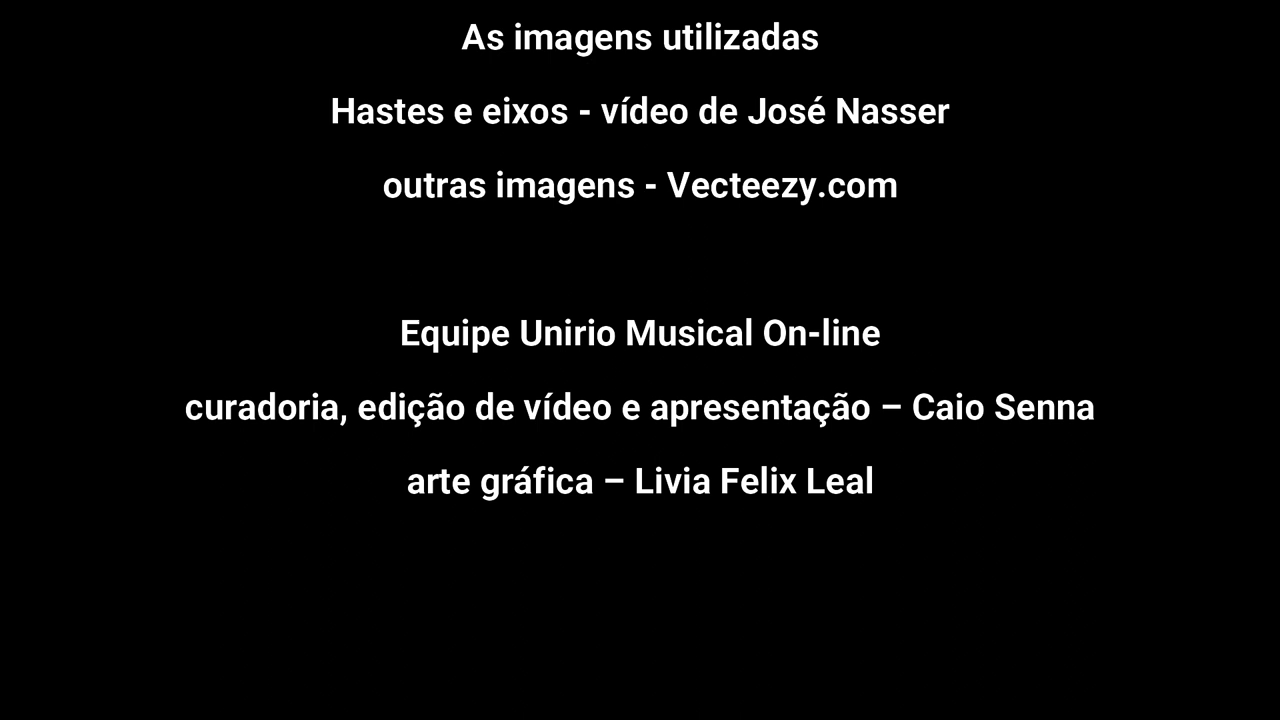 As imagens utilizadas
Hastes e eixos - vídeo de José Nasser
outras imagens - Vecteezy.com
Equipe Unirio Musical On-line
curadoria, edição de vídeo e apresentação – Caio Senna
arte gráfica – Livia Felix Leal